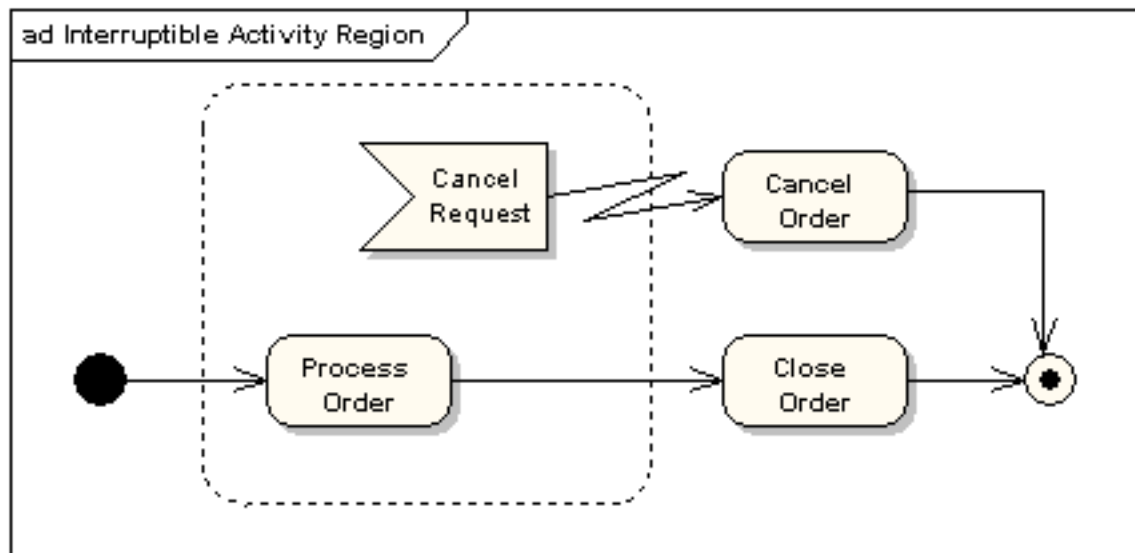 ad Interruptible Activity Region
Cancel
Request
Cancel
Order
Process
Order
Close
Order